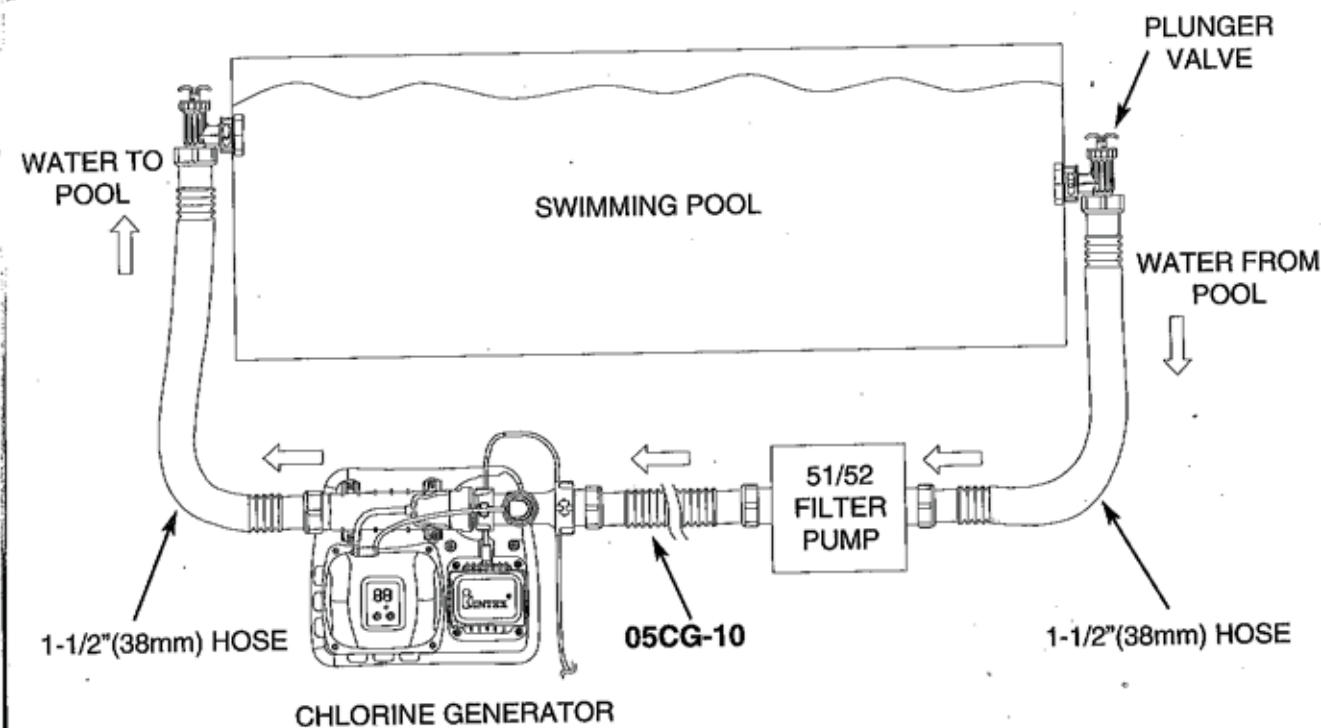 PLUNGER
VALVE
WATER TO
POOL
SWIMMING POOL
WATER FROM
POOL
51/52
FILTER
PUMP
88
INTEX
1-1/2"(38mm) HOSE
05CG-10
1-1/2"(38mm) HOSE
CHLORINE GENERATOR